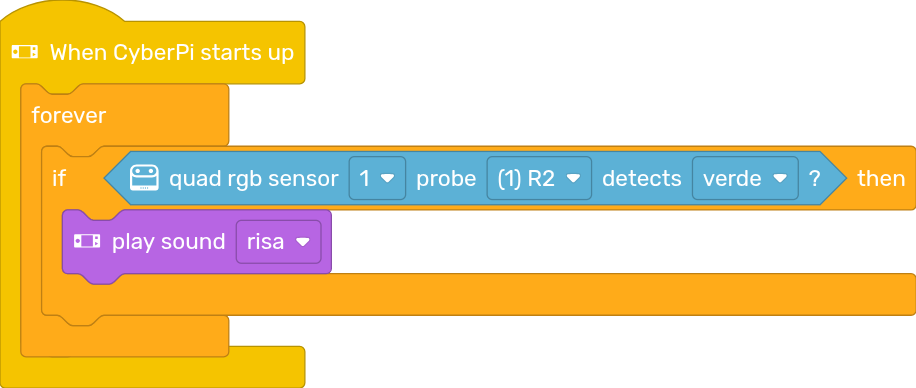 When CyberPi starts up
forever
if quad rgb sensor 1 probe (1) R2 detects verde ? then
play sound risa